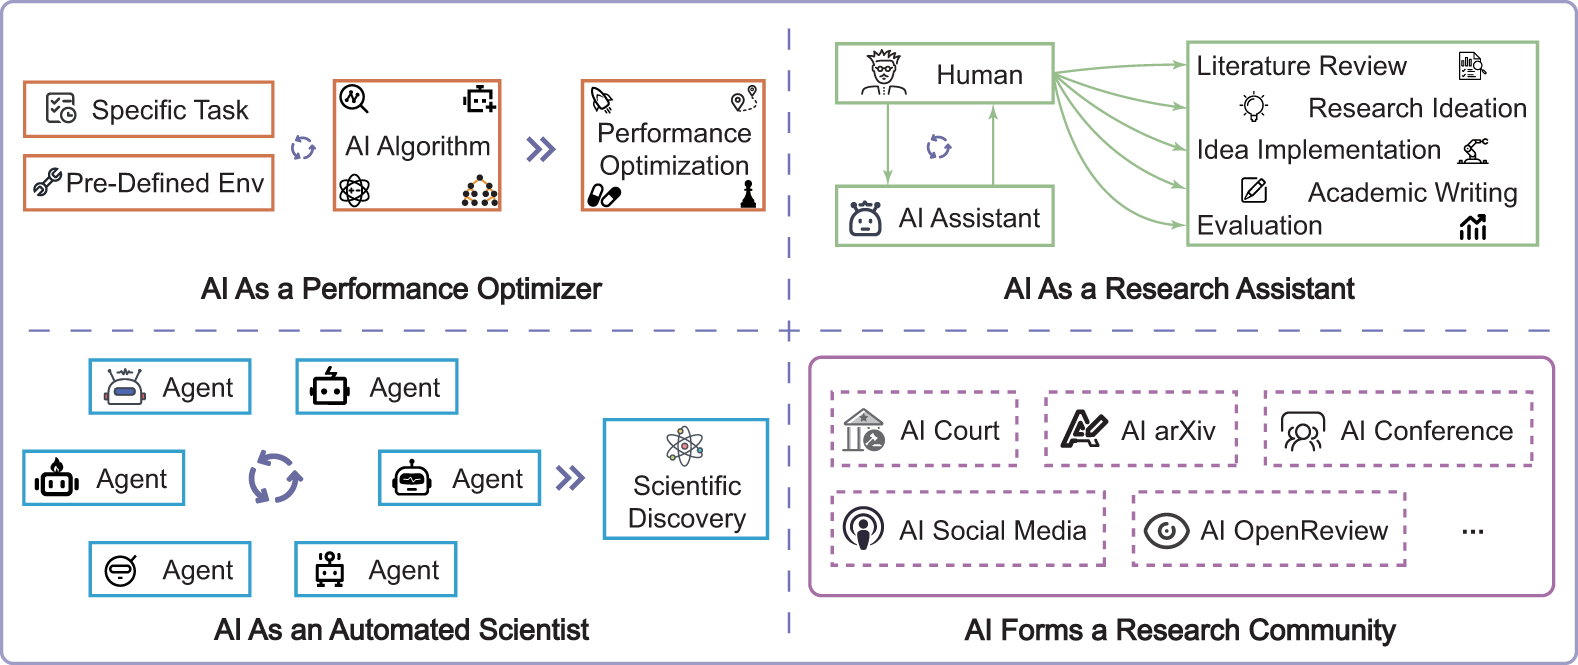 Specific Task
Pre-Defined Env
AI Algorithm
Performance
Optimization
AI As a Performance Optimizer
Human
AI Assistant
Literature Review
Research Ideation
Idea Implementation
Academic Writing
Evaluation
AI As a Research Assistant
Agent
Agent
Agent
Agent
Agent
Agent
Scientific
Discovery
AI As an Automated Scientist
AI Court
AI arXiv
AI Conference
AI Social Media
AI OpenReview
...
AI Forms a Research Community